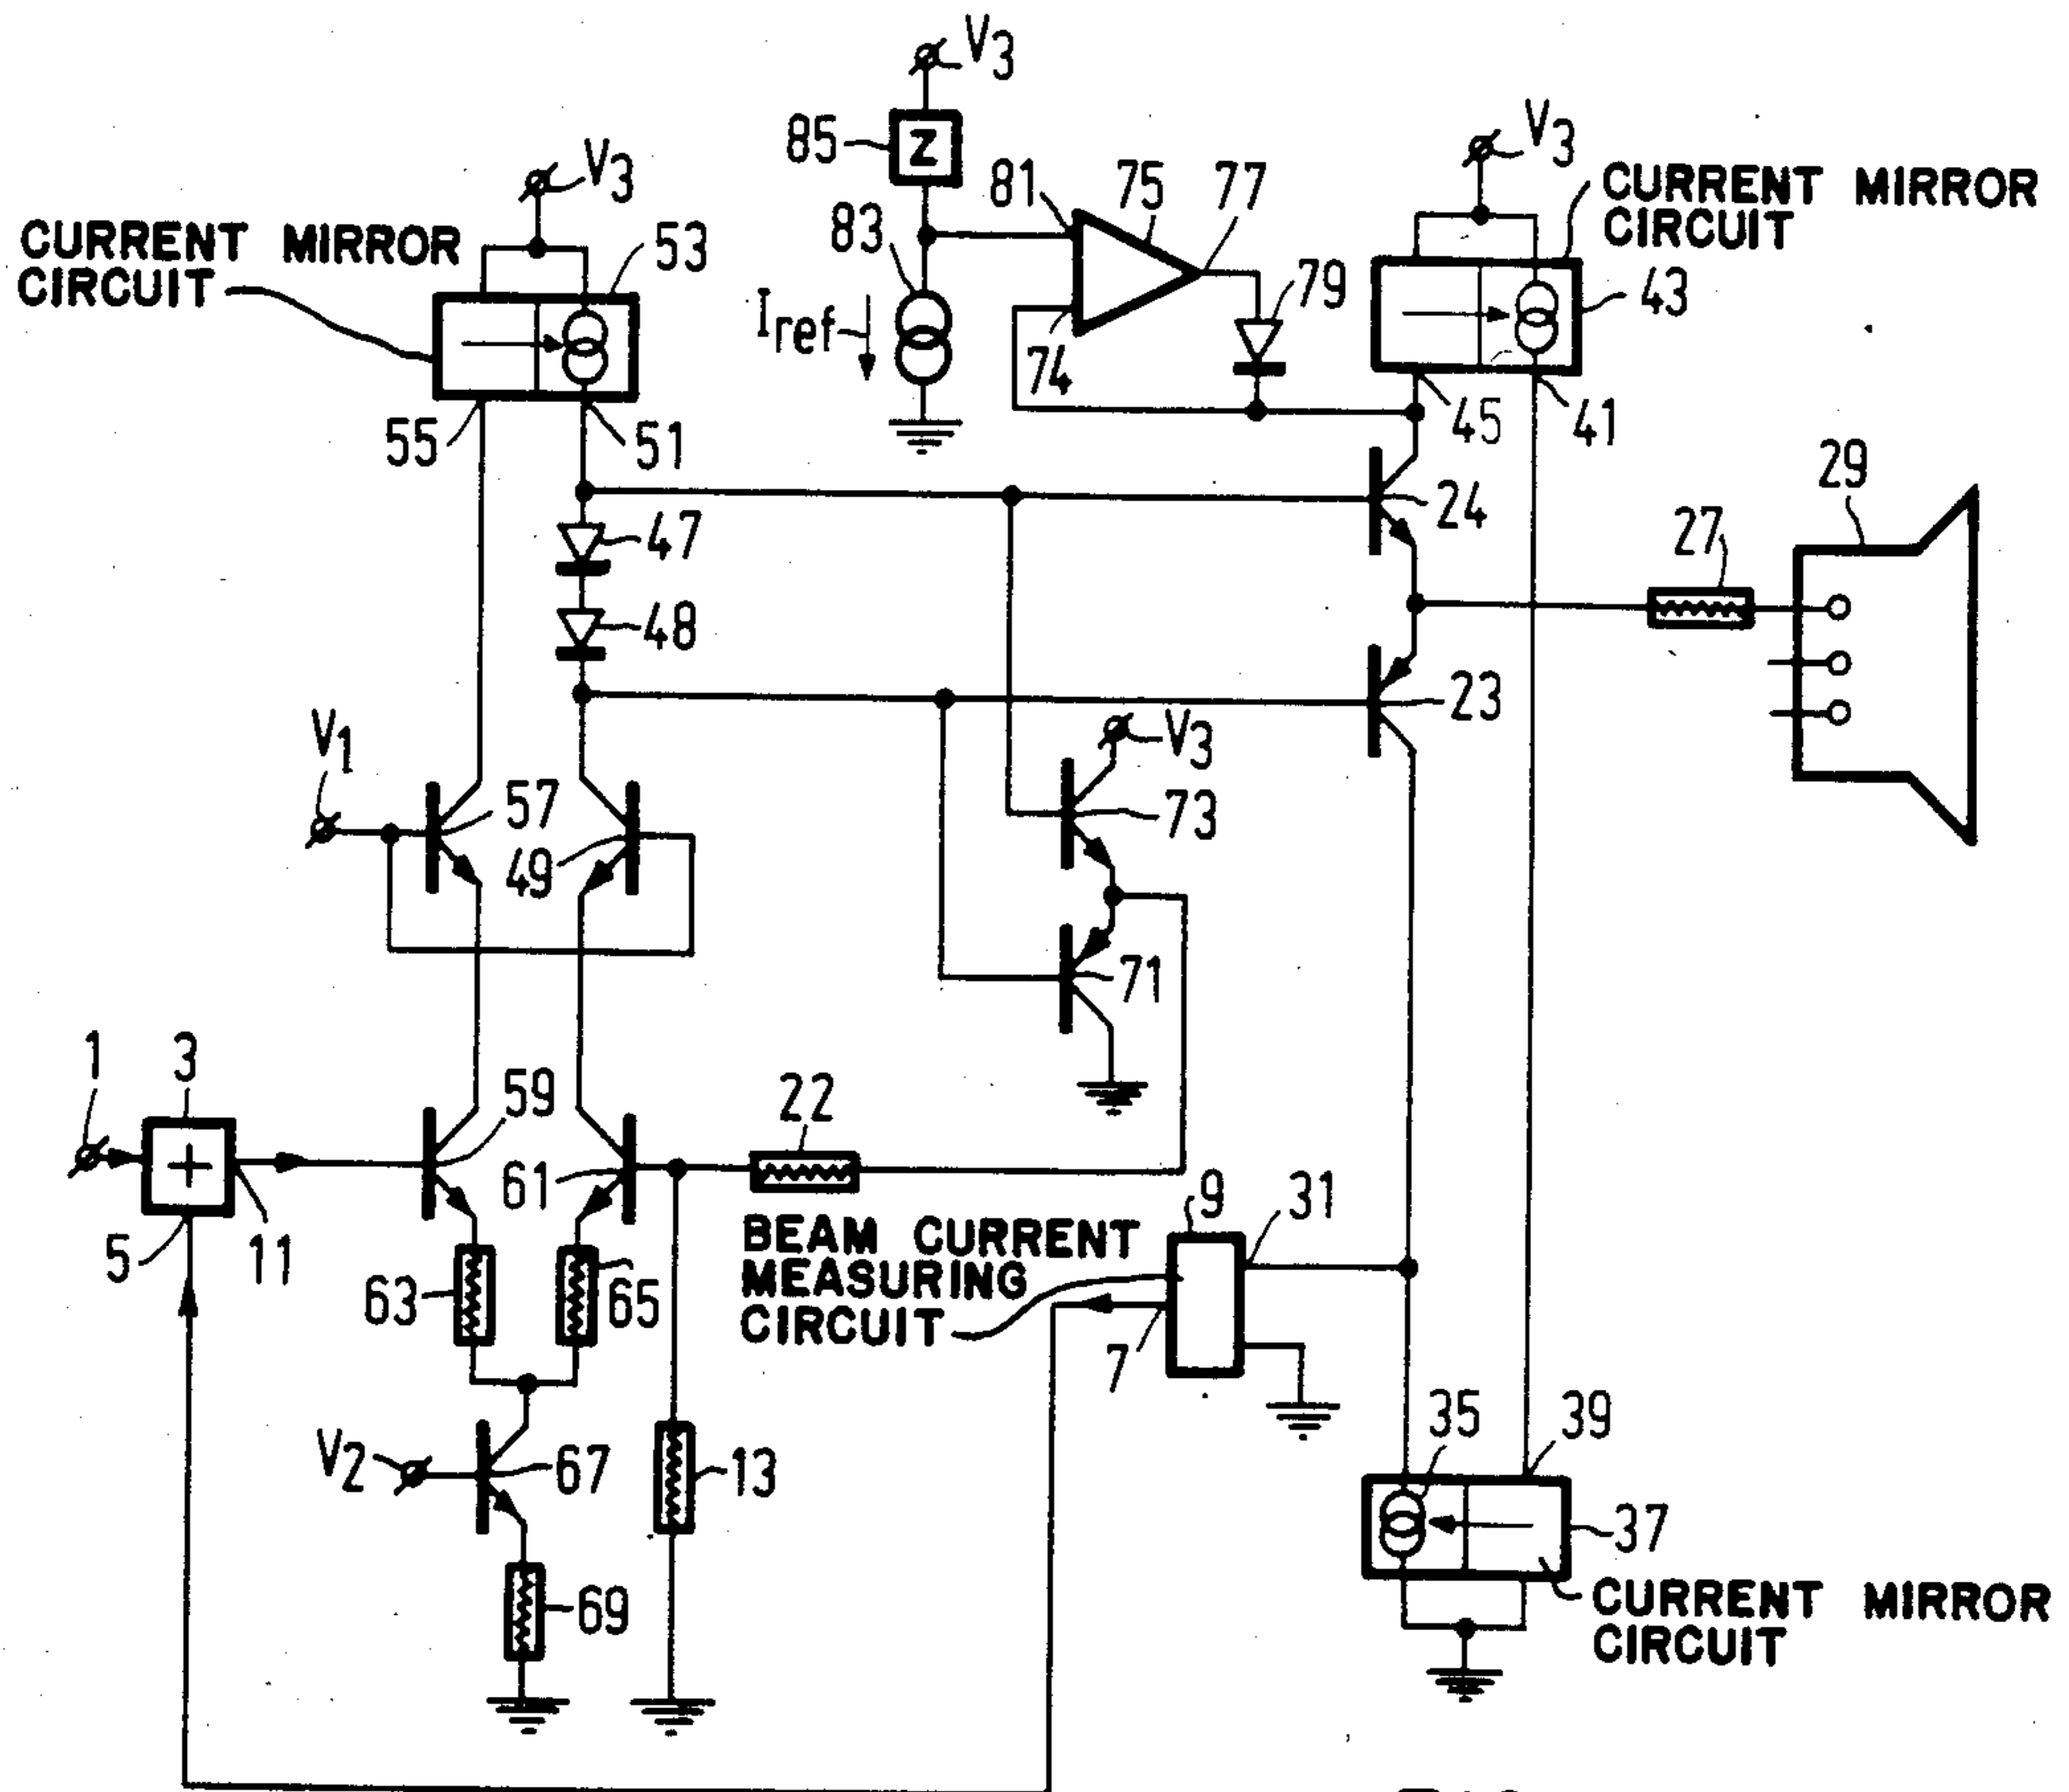 V3
85
Z
V3
81
75
77
V3
CURRENT MIRROR
CIRCUIT
CURRENT MIRROR
CIRCUIT
53
83
79
43
Iref
74
55
51
45
41
29
47
24
27
48
23
V1
V3
57
73
49
71
1
3
59
22
61
9
31
5
11
BEAM CURRENT
MEASURING
CIRCUIT
63
65
7
35
39
V2
67
13
37
69
CURRENT MIRROR
CIRCUIT